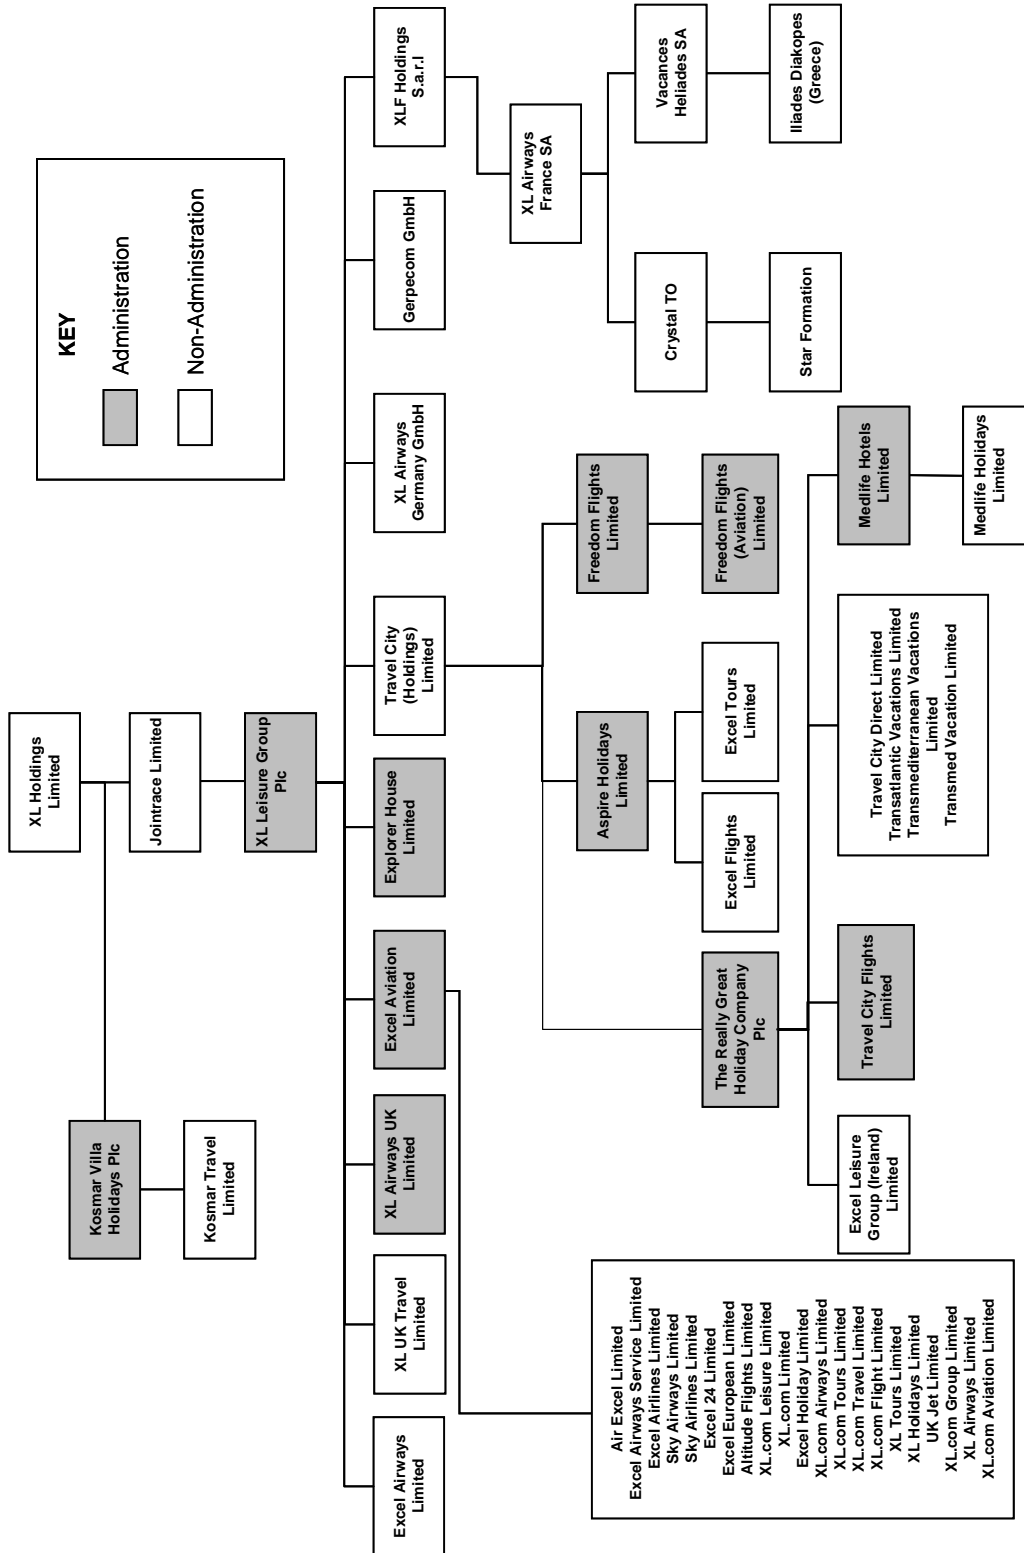 KEY
Administration
Non-Administration
XL Holdings
Limited
Kosmar Villa
Holidays Plc
Jointrace Limited
Kosmar Travel
Limited
XL Leisure Group
Plc
Excel Airways
Limited
XL UK Travel
Limited
XL Airways UK
Limited
Excel Aviation
Limited
Explorer House
Limited
Travel City
(Holdings)
Limited
XL Airways
Germany GmbH
Gerpecom GmbH
XLF Holdings
S.a.r.l
XL Airways
France SA
Aspire Holidays
Limited
Freedom Flights
Limited
Crystal TO
Vacances
Heliades SA
The Really Great
Holiday Company
Plc
Excel Flights
Limited
Excel Tours
Limited
Freedom Flights
(Aviation)
Limited
Star Formation
Iliades Diakopes
(Greece)
Air Excel Limited
Excel Airways Service Limited
Excel Airlines Limited
Sky Airways Limited
Sky Airlines Limited
Excel 24 Limited
Excel European Limited
Altitude Flights Limited
XL.com Leisure Limited
XL.com Limited
Excel Holiday Limited
XL.com Airways Limited
XL.com Tours Limited
XL.com Travel Limited
XL.com Flight Limited
XL Tours Limited
XL Holidays Limited
UK Jet Limited
XL.com Group Limited
XL Airways Limited
XL.com Aviation Limited
Excel Leisure
Group (Ireland)
Limited
Travel City Flights
Limited
Travel City Direct Limited
Transatlantic Vacations Limited
Transmediterranean Vacations
Limited
Transmed Vacation Limited
Medlife Hotels
Limited
Medlife Holidays
Limited